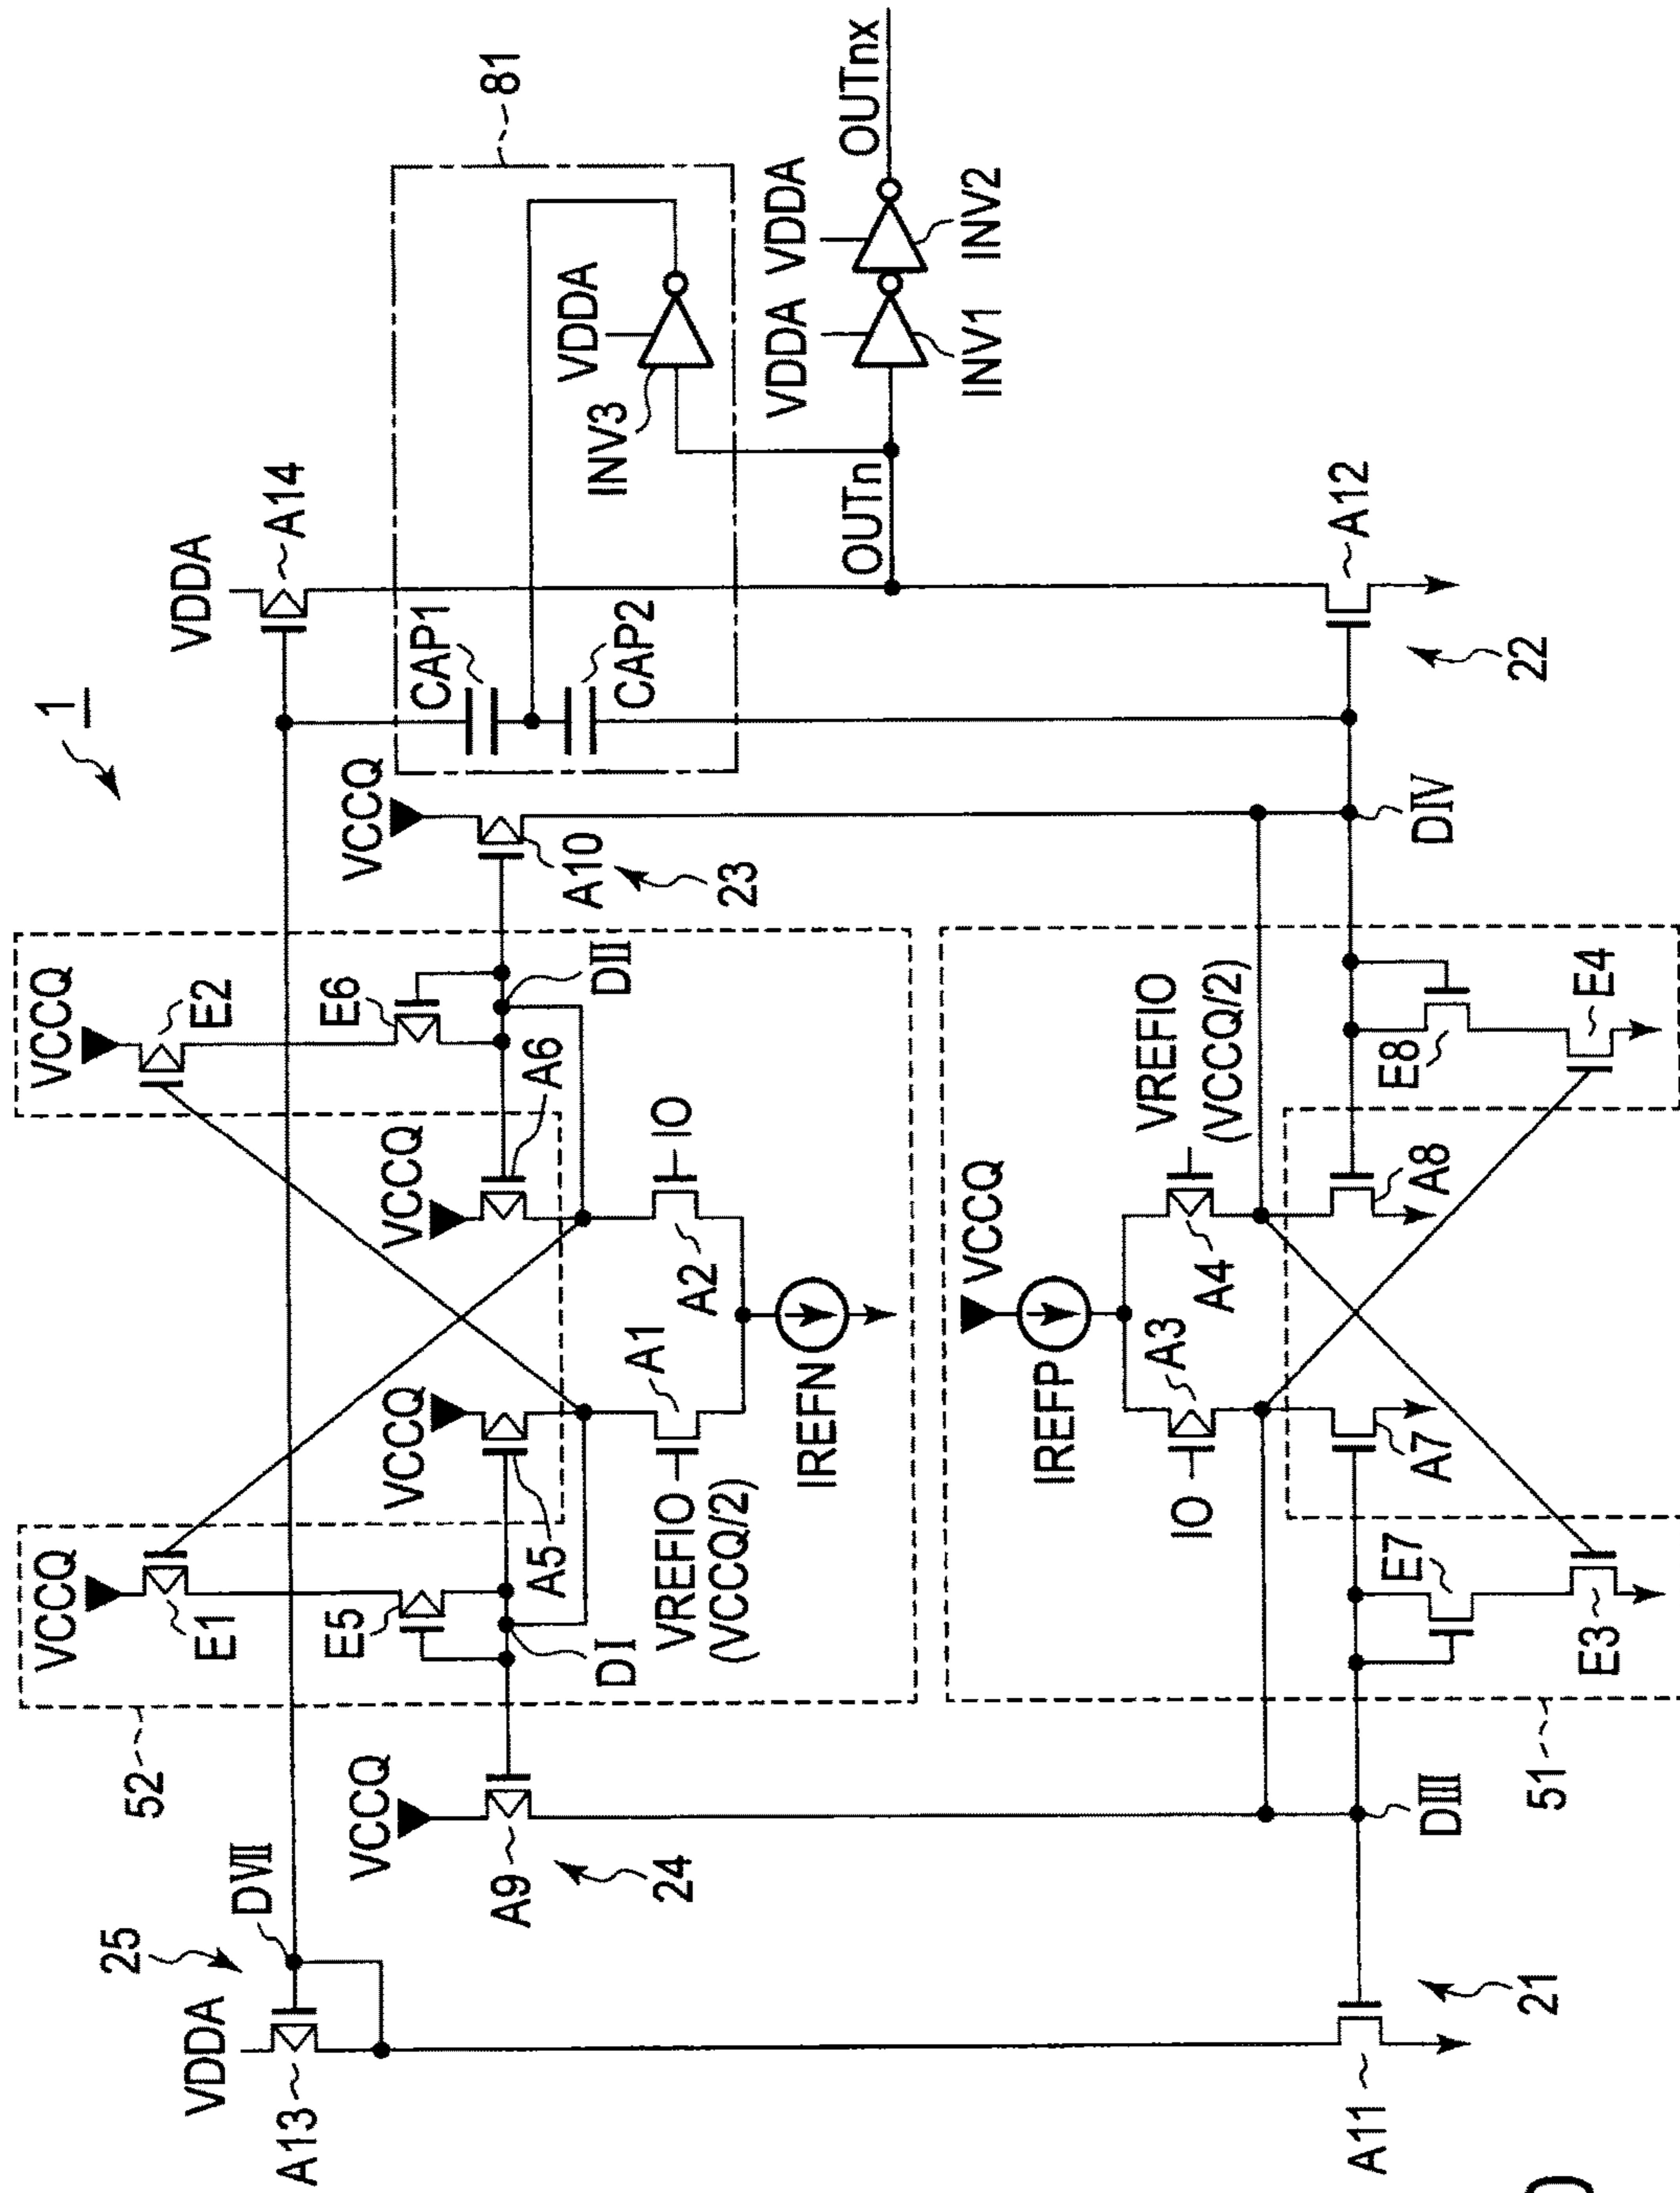 1
VDDA
A13
25
DVII
VDDA
A14
52
VCCQ
E1
E5
VCCQ
E2
E6
VCCQ
A9
24
DI
A5
VCCQ
VCCQ
A6
DII
VCCQ
A10
23
VREFIO
(VCCQ/2)
A1
A2
IO
IREFN
81
CAP1
CAP2
INV3
VDDA
OUTn
VDDA
INV1
VDDA
INV2
OUTnx
VCCQ
IREFP
IO
A3
A4
VREFIO
(VCCQ/2)
A7
A8
E7
E3
E8
E4
51
DIII
DIV
A11
21
A12
22